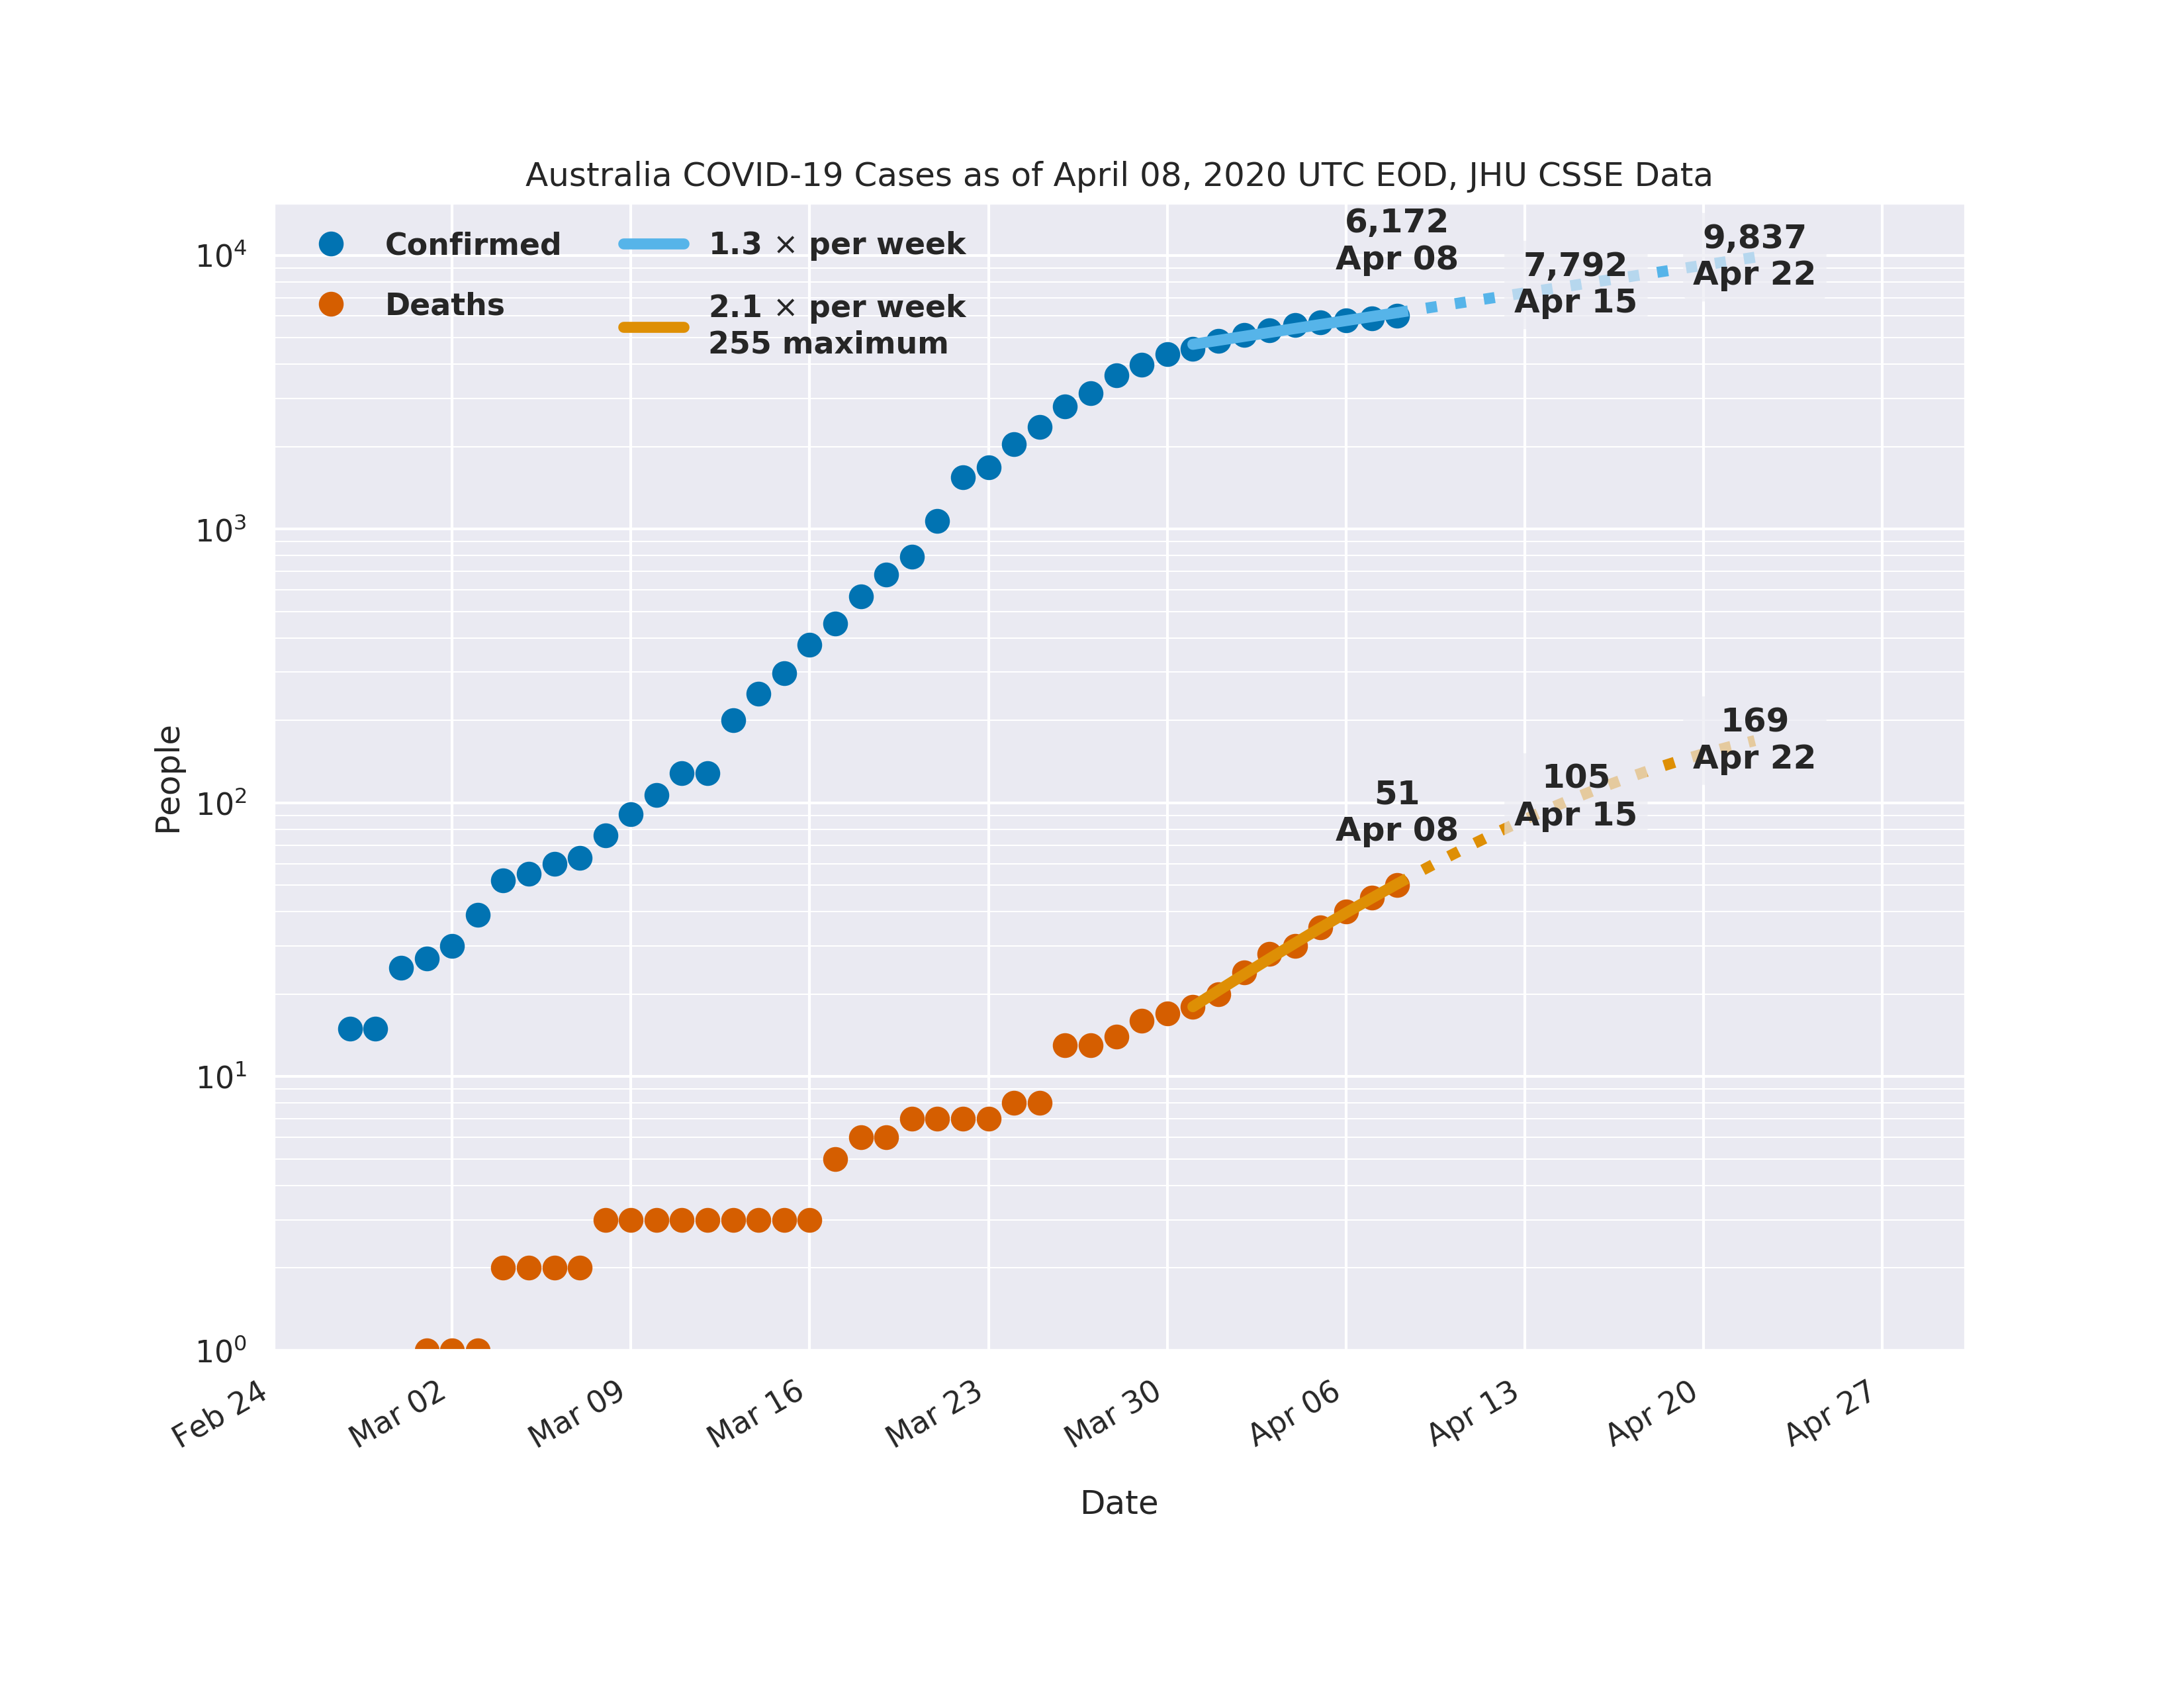 Australia COVID-19 Cases as of April 08, 2020 UTC EOD, JHU CSSE Data
Confirmed
Deaths
1.3 × per week
2.1 × per week
255 maximum
6,172
Apr 08
7,792
Apr 15
9,837
Apr 22
51
Apr 08
105
Apr 15
169
Apr 22
People
10⁴
10³
10²
10¹
10⁰
Feb 24
Mar 02
Mar 09
Mar 16
Mar 23
Mar 30
Apr 06
Apr 13
Apr 20
Apr 27
Date